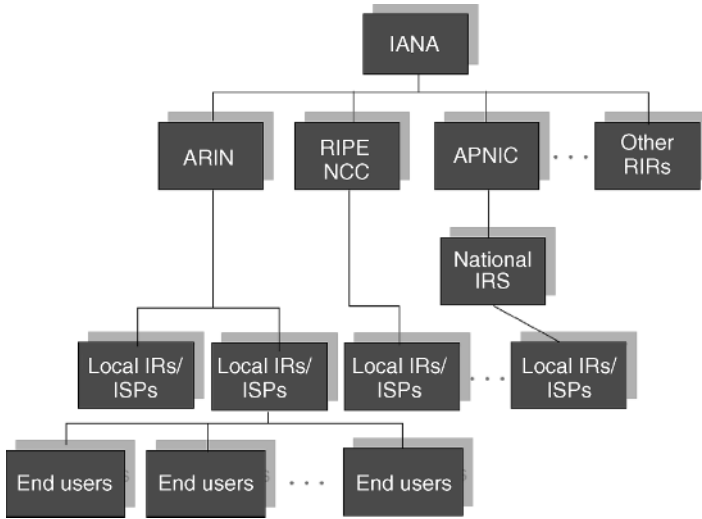 IANA
ARIN
RIPE
NCC
APNIC
. . .
Other
RIRs
National
IRS
Local IRs/
ISPs
Local IRs/
ISPs
Local IRs/
ISPs
. . .
Local IRs/
ISPs
End users
End users
. . .
End users